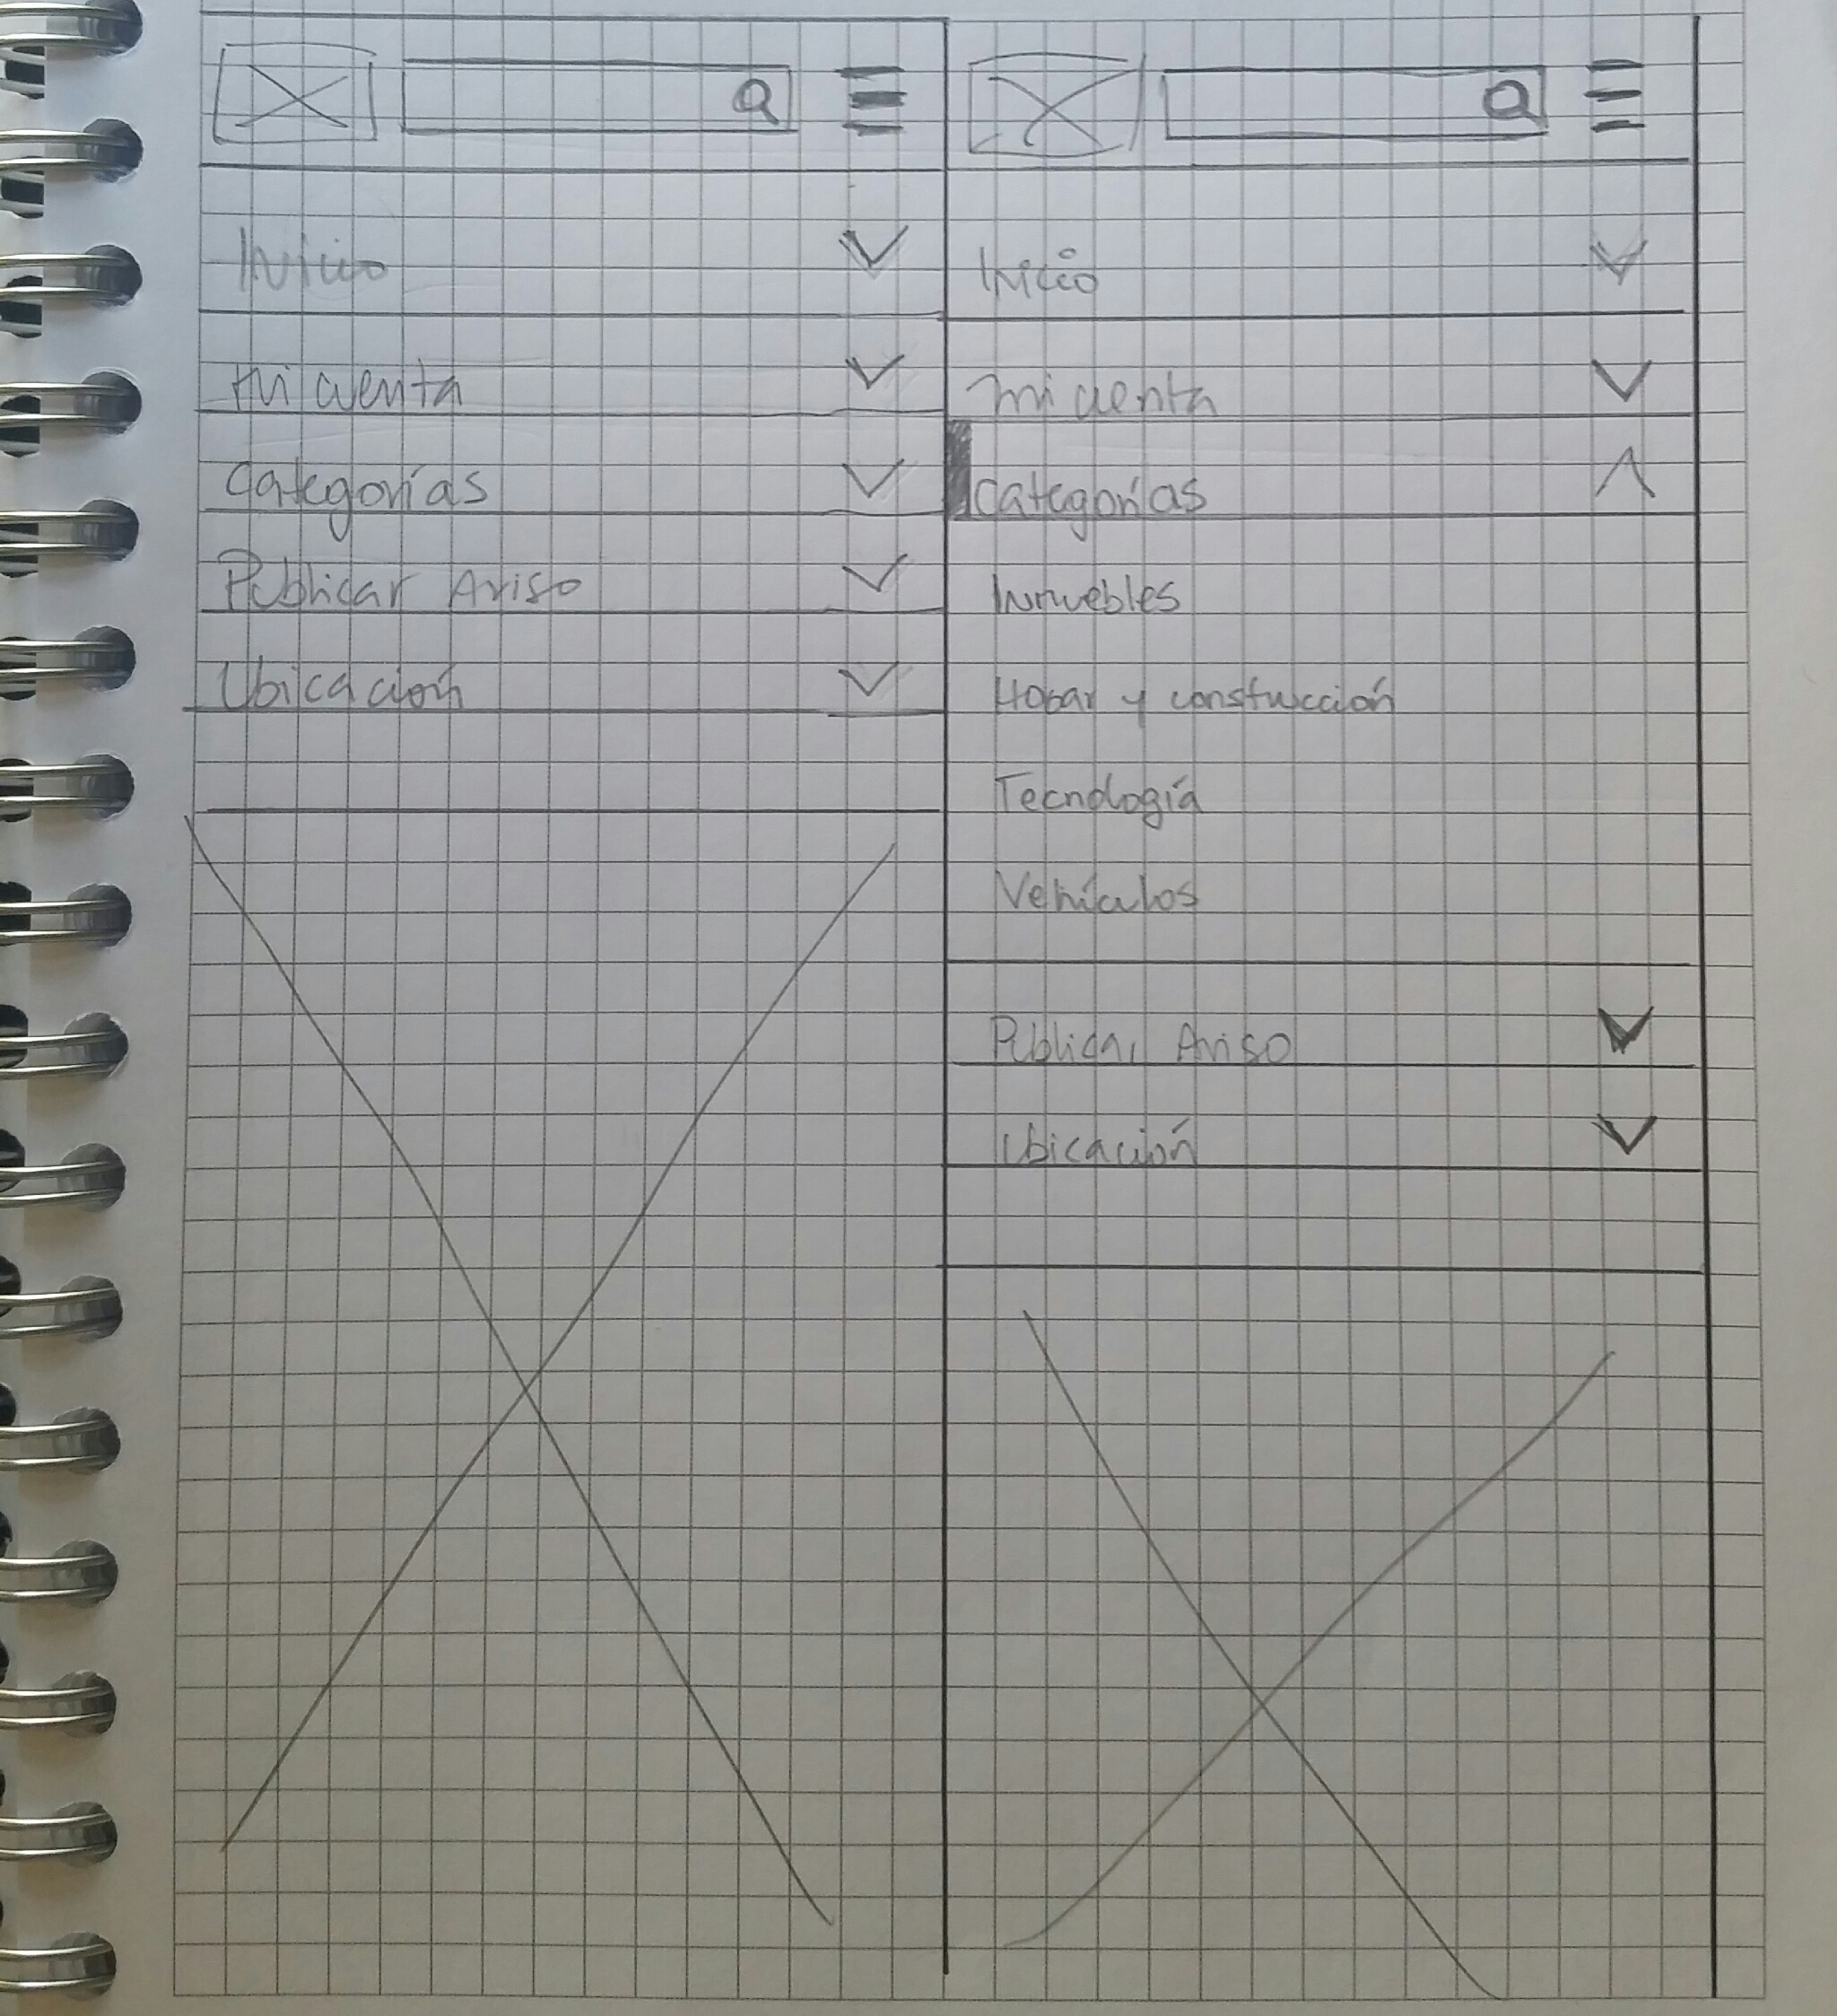 Inicio
mi cuenta
Categorías
Publicar Aviso
Ubicación
Inicio
mi cuenta
Categorías
Inmuebles
Hogar y construcción
Tecnología
Vehículos
Publicar Aviso
Ubicación